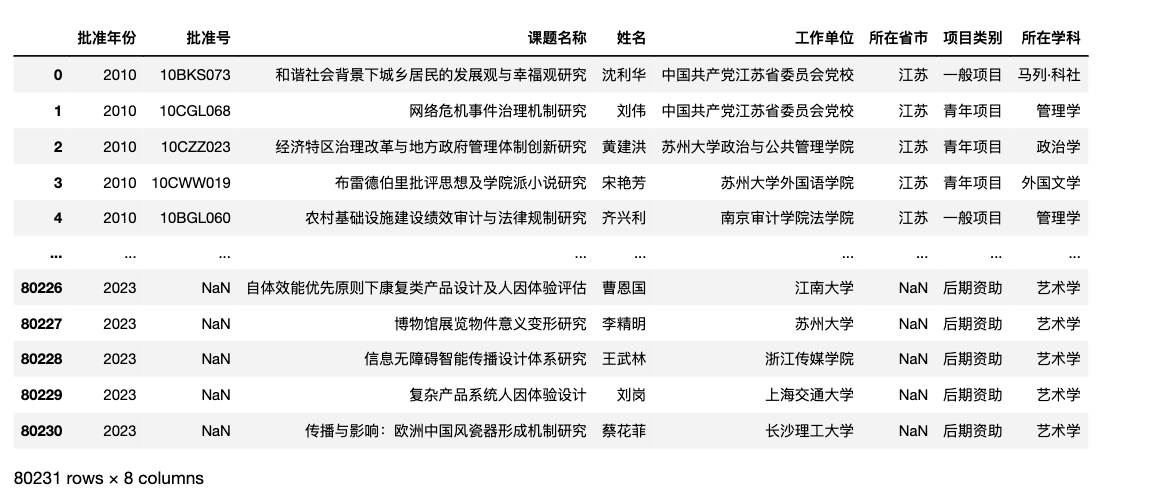 批准年份 批准号 课题名称 姓名 工作单位 所在省市 项目类别 所在学科
0 2010 10BKS073 和谐社会背景下城乡居民的发展观与幸福观研究 沈利华 中国共产党江苏省委员会党校 江苏 一般项目 马列·科社
1 2010 10CGL068 网络危机事件治理机制研究 刘伟 中国共产党江苏省委员会党校 江苏 青年项目 管理学
2 2010 10CZZ023 经济特区治理改革与地方政府管理体制创新研究 黄建洪 苏州大学政治与公共管理学院 江苏 青年项目 政治学
3 2010 10CWW019 布雷德伯里批评思想及学院派小说研究 宋艳芳 苏州大学外国语学院 江苏 青年项目 外国文学
4 2010 10BGL060 农村基础设施建设绩效审计与法律规制研究 齐兴利 南京审计学院法学院 江苏 一般项目 管理学
... ... ... ... ... ... ... ... ...
80226 2023 NaN 自体效能优先原则下康复类产品设计及人因体验评估 曹恩国 江南大学 NaN 后期资助 艺术学
80227 2023 NaN 博物馆展览物件意义变形研究 李精明 苏州大学 NaN 后期资助 艺术学
80228 2023 NaN 信息无障碍智能传播设计体系研究 王武林 浙江传媒学院 NaN 后期资助 艺术学
80229 2023 NaN 复杂产品系统人因体验设计 刘岗 上海交通大学 NaN 后期资助 艺术学
80230 2023 NaN 传播与影响：欧洲中国风瓷器形成机制研究 蔡花菲 长沙理工大学 NaN 后期资助 艺术学
80231 rows × 8 columns